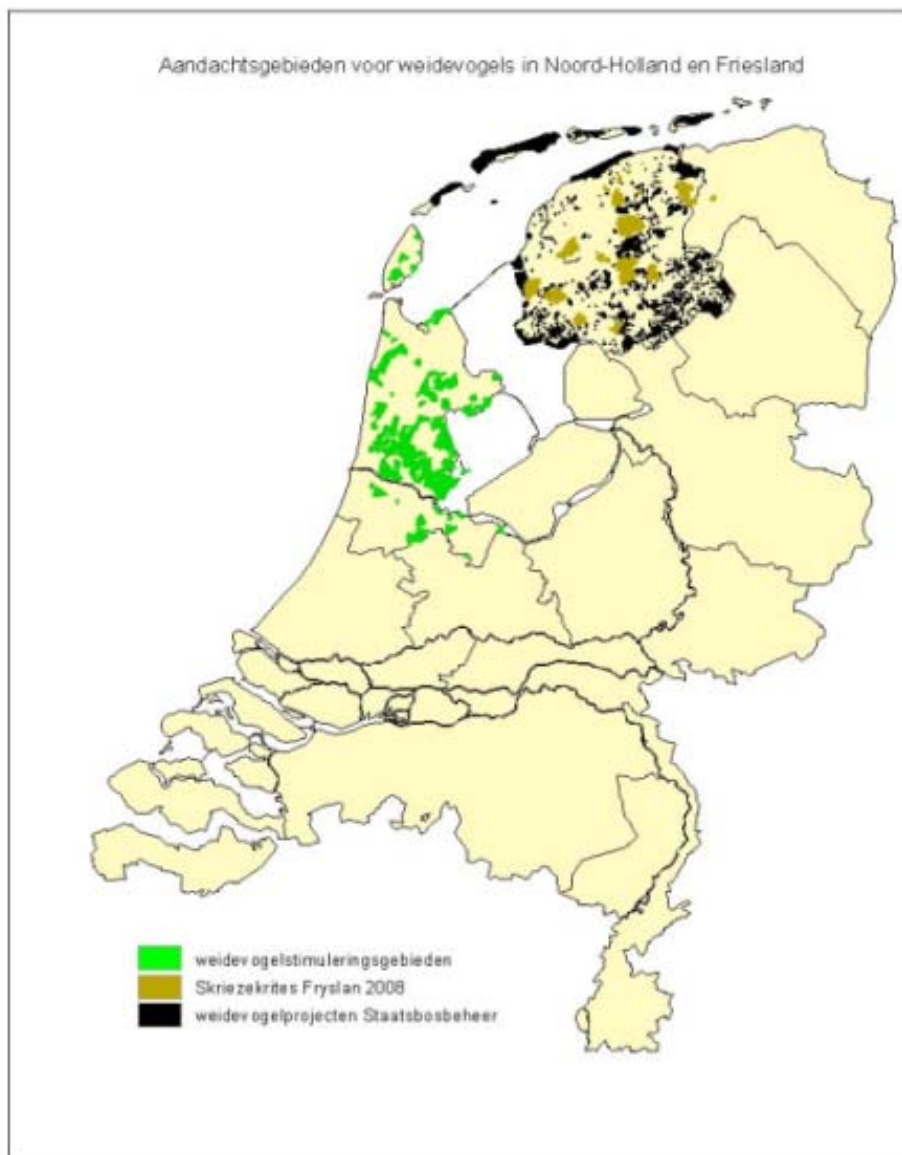 Aandachtsgebieden voor weidevogels in Noord-Holland en Friesland
weidevogelstimuleringsgebieden
Skriezekrites Fryslan 2008
weidevogelprojecten Staatsbosbeheer